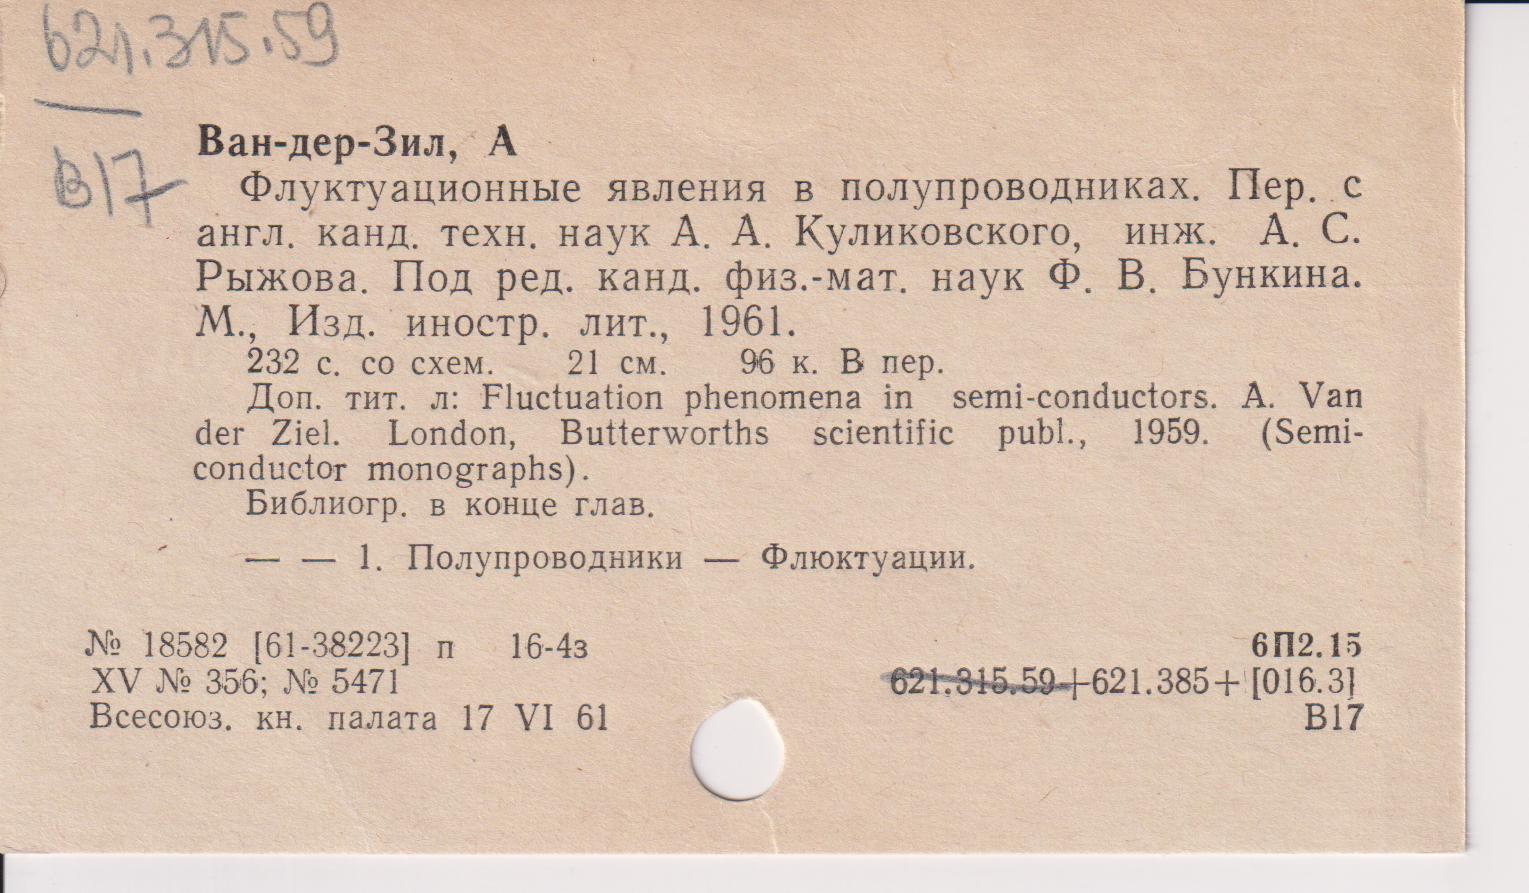 621.315.59
В17
Ван-дер-Зил, А
Флуктуационные явления в полупроводниках. Пер. с
англ. канд. техн. наук А. А. Куликовского, инж. А. С.
Рыжова. Под ред. канд. физ.-мат. наук Ф. В. Бункина.
М., Изд. иностр. лит., 1961.
232 с. со схем. 21 см. 96 к. В пер.
Доп. тит. л: Fluctuation phenomena in semi-conductors. A. Van
der Ziel. London, Butterworths scientific publ., 1959. (Semi-
conductor monographs).
Библиогр. в конце глав.
— — 1. Полупроводники — Флюктуации.
№ 18582 [61-38223] п 16-4з 6П2.15
XV № 356; № 5471 621.315.59+621.385+[016.3]
Всесоюз. кн. палата 17 VI 61 В17